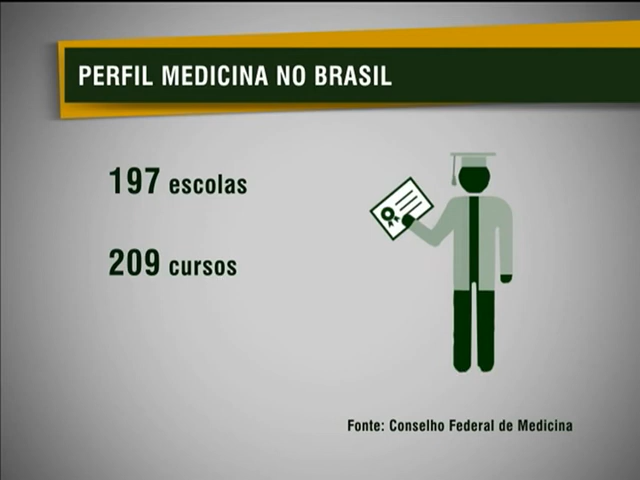 PERFIL MEDICINA NO BRASIL
197 escolas
209 cursos
Fonte: Conselho Federal de Medicina